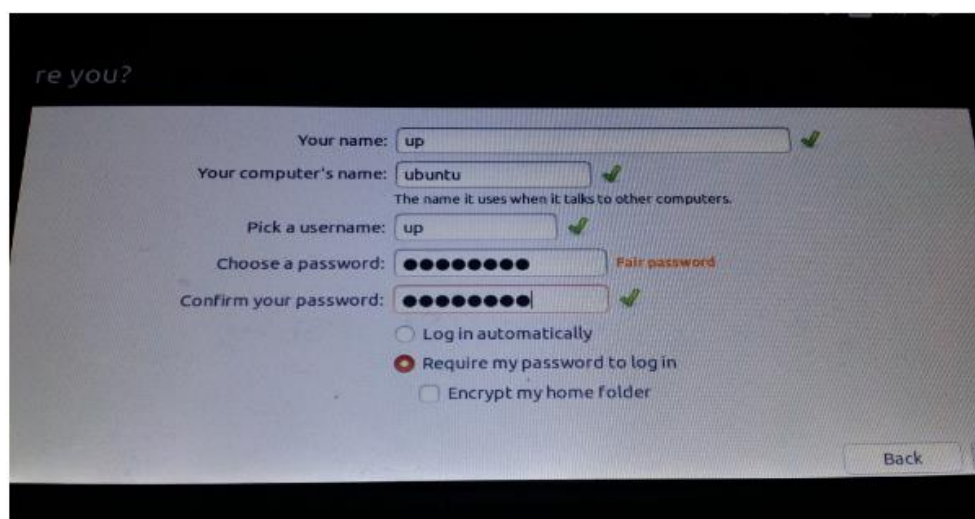 re you?
Your name: up
Your computer's name: ubuntu
The name it uses when it talks to other computers.
Pick a username: up
Choose a password: ●●●●●●●● Fair password
Confirm your password: ●●●●●●●●
Log in automatically
Require my password to log in
Encrypt my home folder
Back